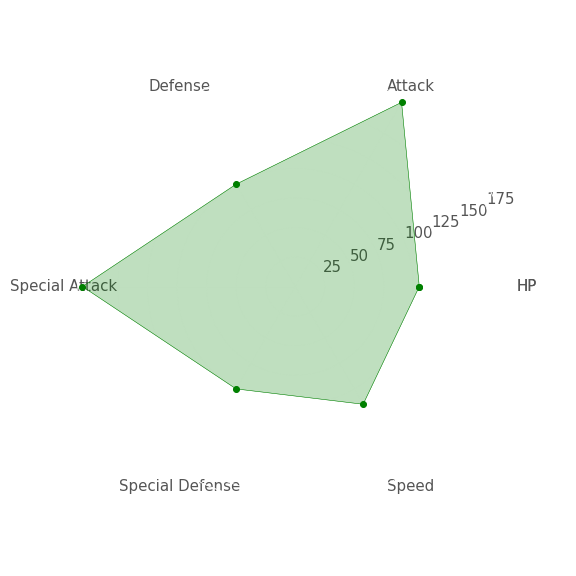 Defense
Attack
175
150
125
100
75
50
25
Special Attack
HP
Special Defense
Speed